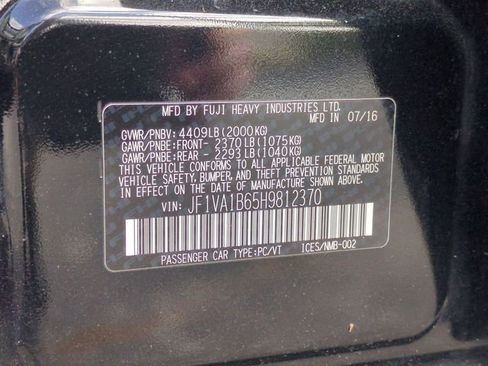 MFD BY FUJI HEAVY INDUSTRIES LTD.
MFD IN 07/16
GVWR/PNBV: 4409LB(2000KG)
GAWR/PNBE:FRONT- 2370LB(1075KG)
GAWR/PNBE:REAR - 2293LB(1040KG)
THIS VEHICLE CONFORMS TO ALL APPLICABLE FEDERAL MOTOR
VEHICLE SAFETY, BUMPER, AND THEFT PREVENTION STANDARDS
IN EFFECT ON THE DATE OF MANUFACTURE SHOWN ABOVE.
VIN: JF1VA1B65H9812370
PASSENGER CAR TYPE:PC/VT ICES/NMB-002